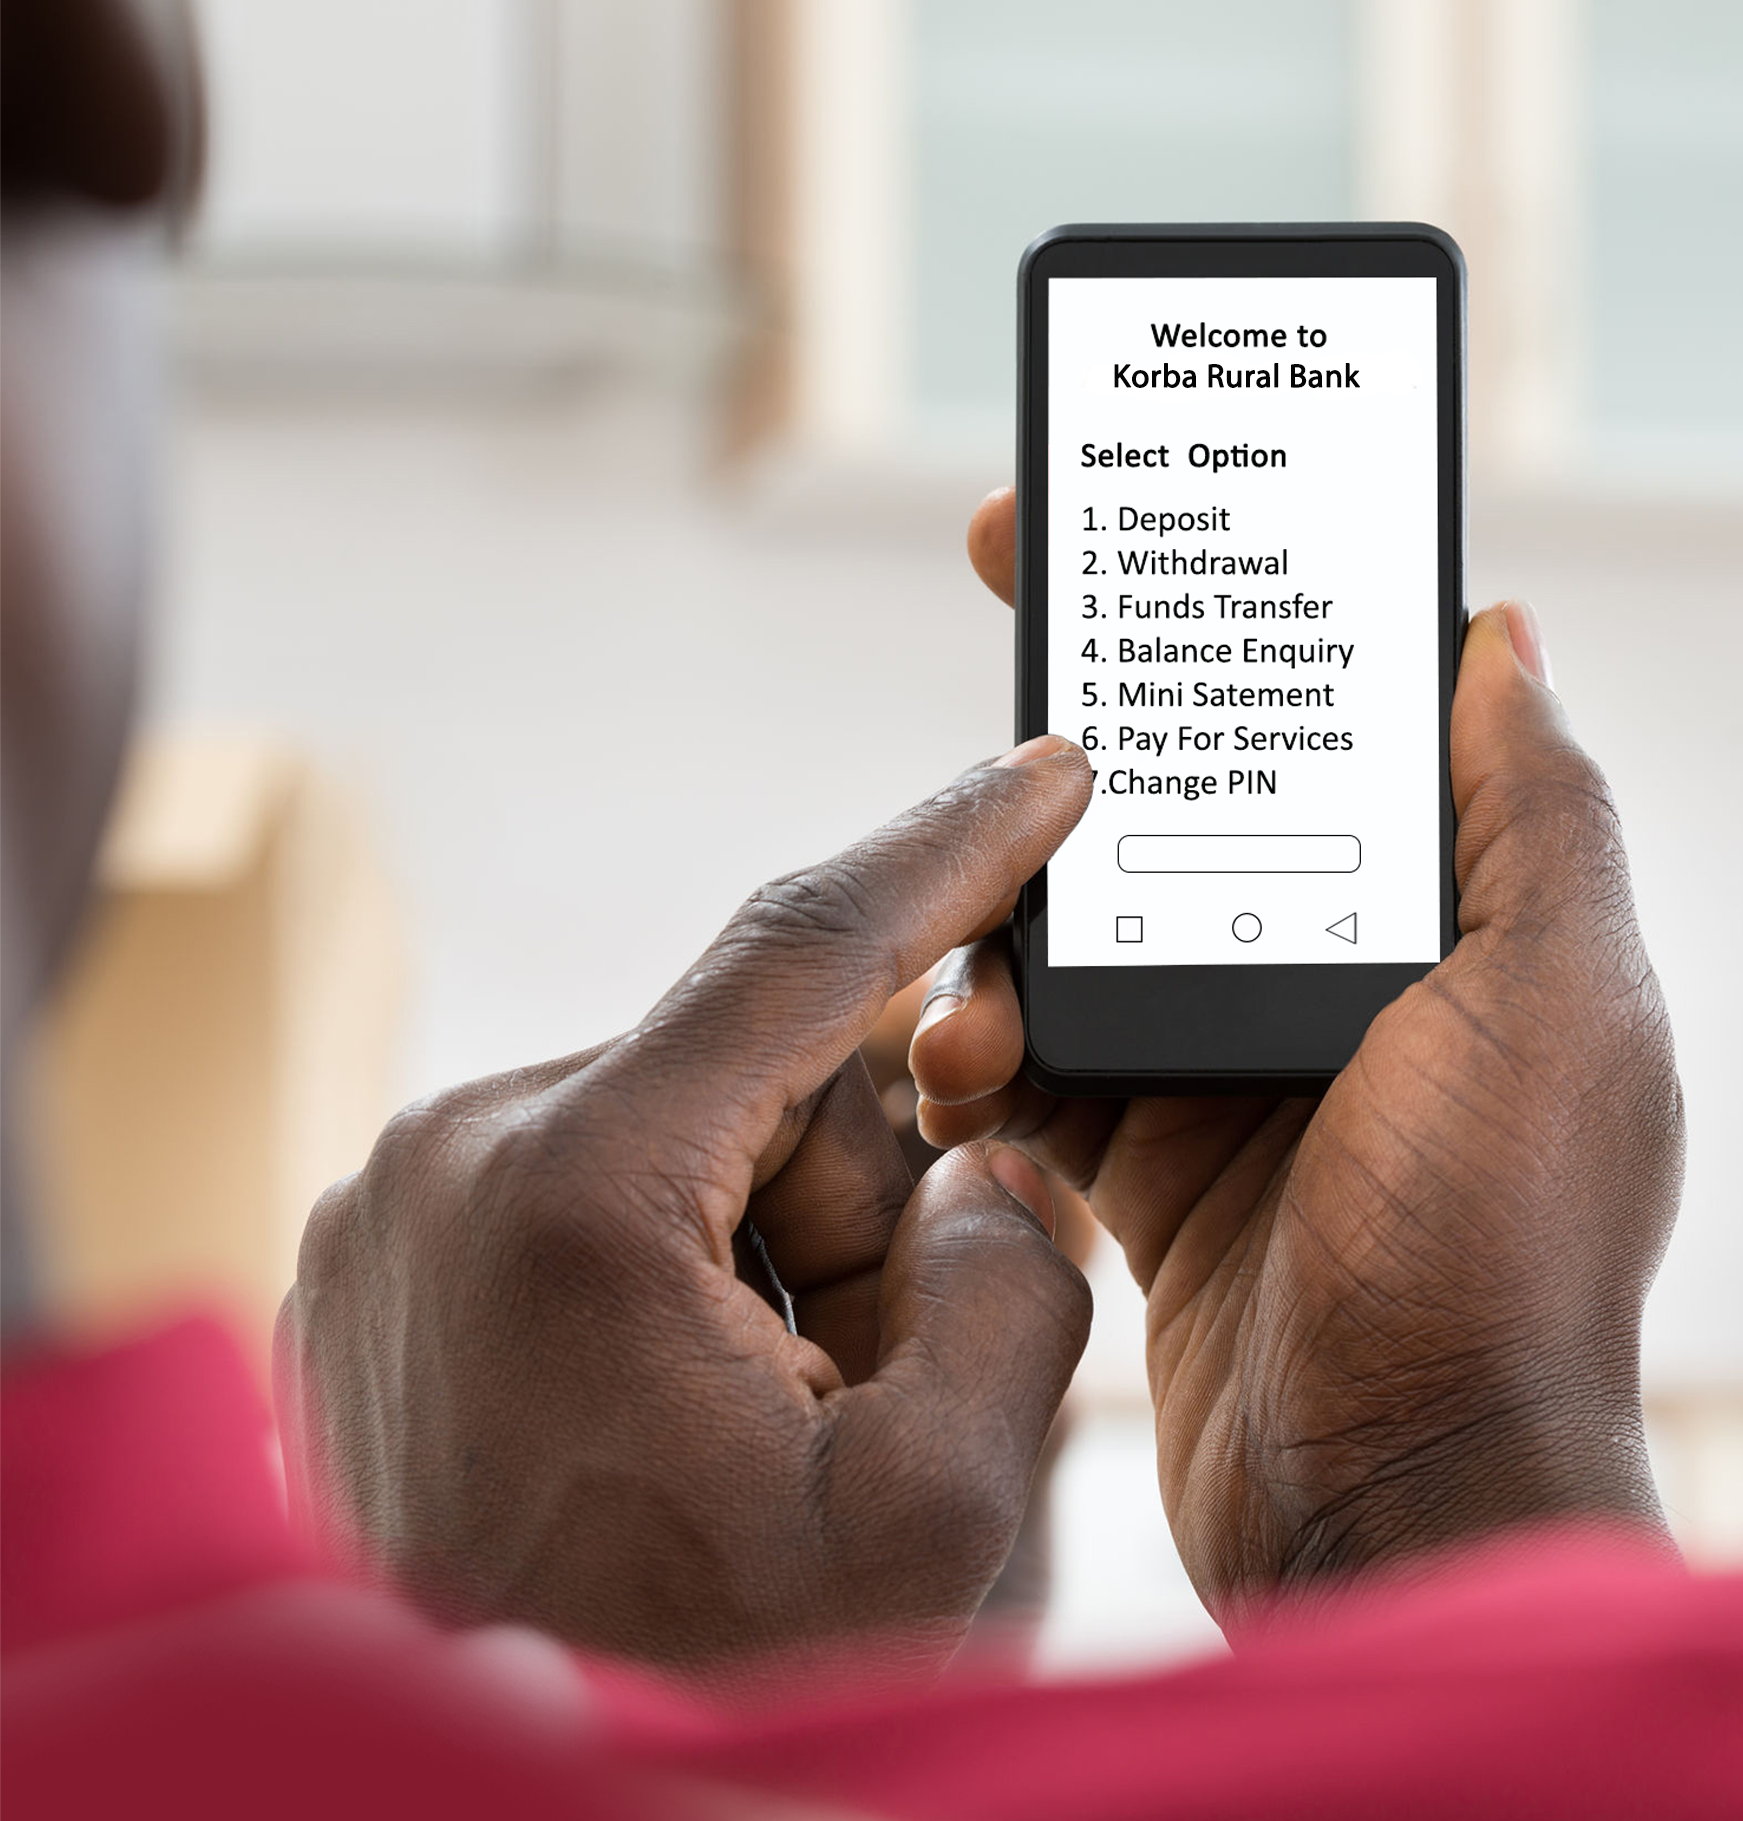 Welcome to
Korba Rural Bank
Select Option
1. Deposit
2. Withdrawal
3. Funds Transfer
4. Balance Enquiry
5. Mini Satement
6. Pay For Services
7.Change PIN